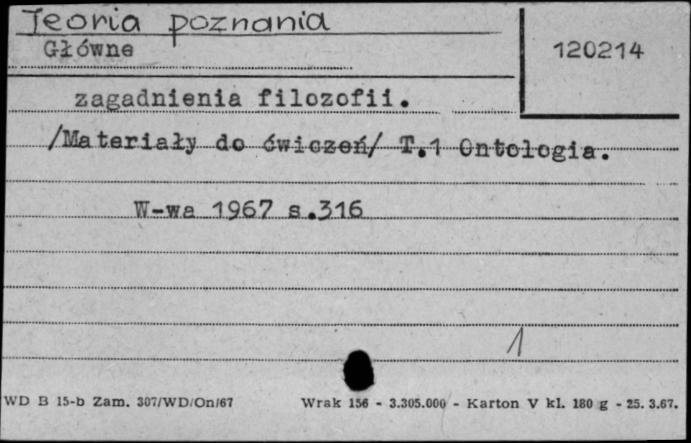 Teoria poznania
Główne
120214
zagadnienia filozofii.
/Materiały do ćwiczeń/ T.1 Ontologia.
W-wa 1967 s.316
1
WD B 15-b Zam. 307/WD/On/67 Wrak 156 - 3.305.000 - Karton V kl. 180 g - 25. 3.67.